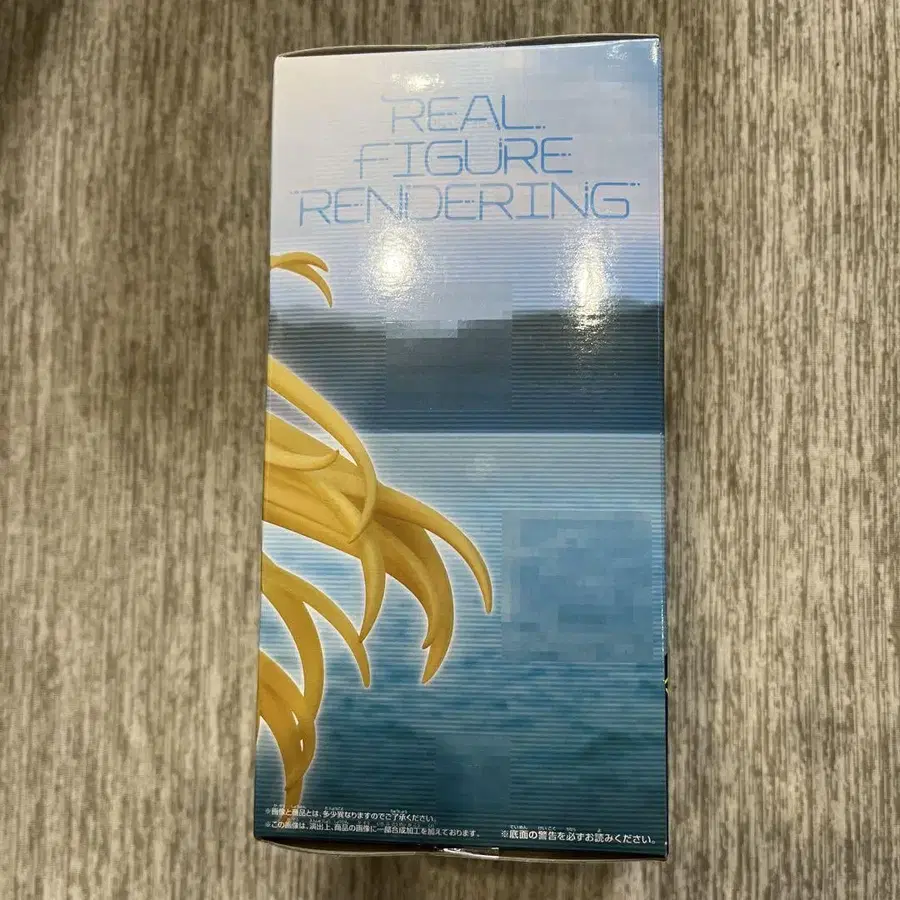 REAL
FIGURE
RENDERING
※画像と商品とは、多少異なりますのでご了承ください。
※この画像は、演出上、商品の画像に一部合成加工を加えております。
※底面の警告を必ずお読みください。